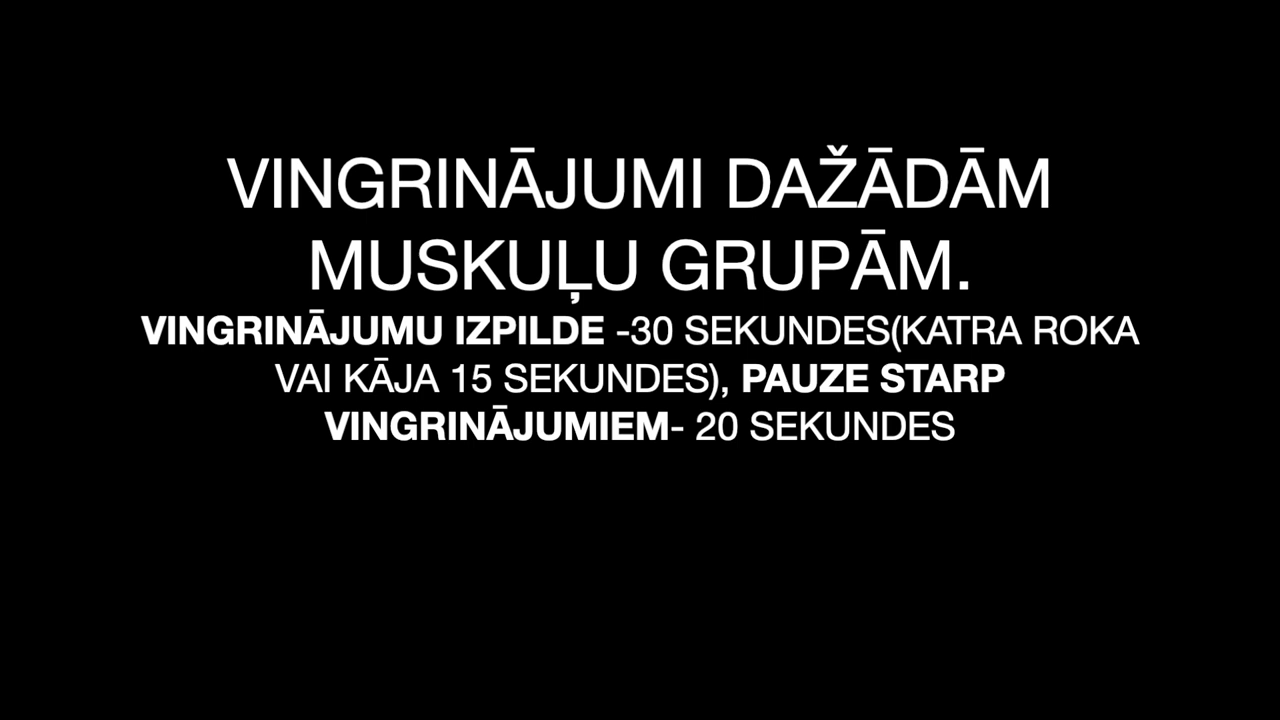 VINGRINĀJUMI DAŽĀDĀM
MUSKUĻU GRUPĀM.
VINGRINĀJUMU IZPILDE -30 SEKUNDES(KATRA ROKA
VAI KĀJA 15 SEKUNDES), PAUZE STARP
VINGRINĀJUMIEM- 20 SEKUNDES